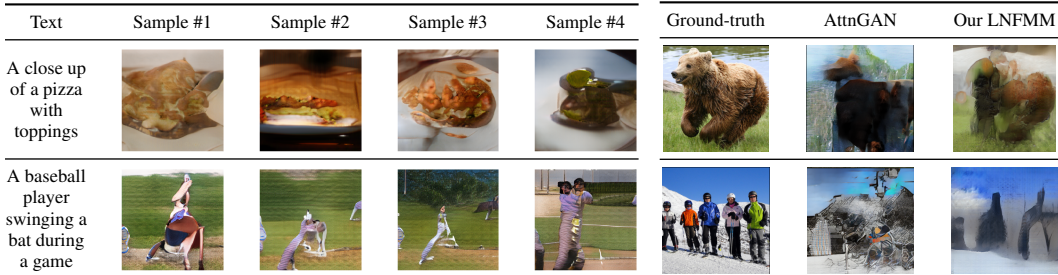 Text Sample #1 Sample #2 Sample #3 Sample #4
A close up
of a pizza
with
toppings
A baseball
player
swinging a
bat during
a game
Ground-truth AttnGAN Our LNFMM